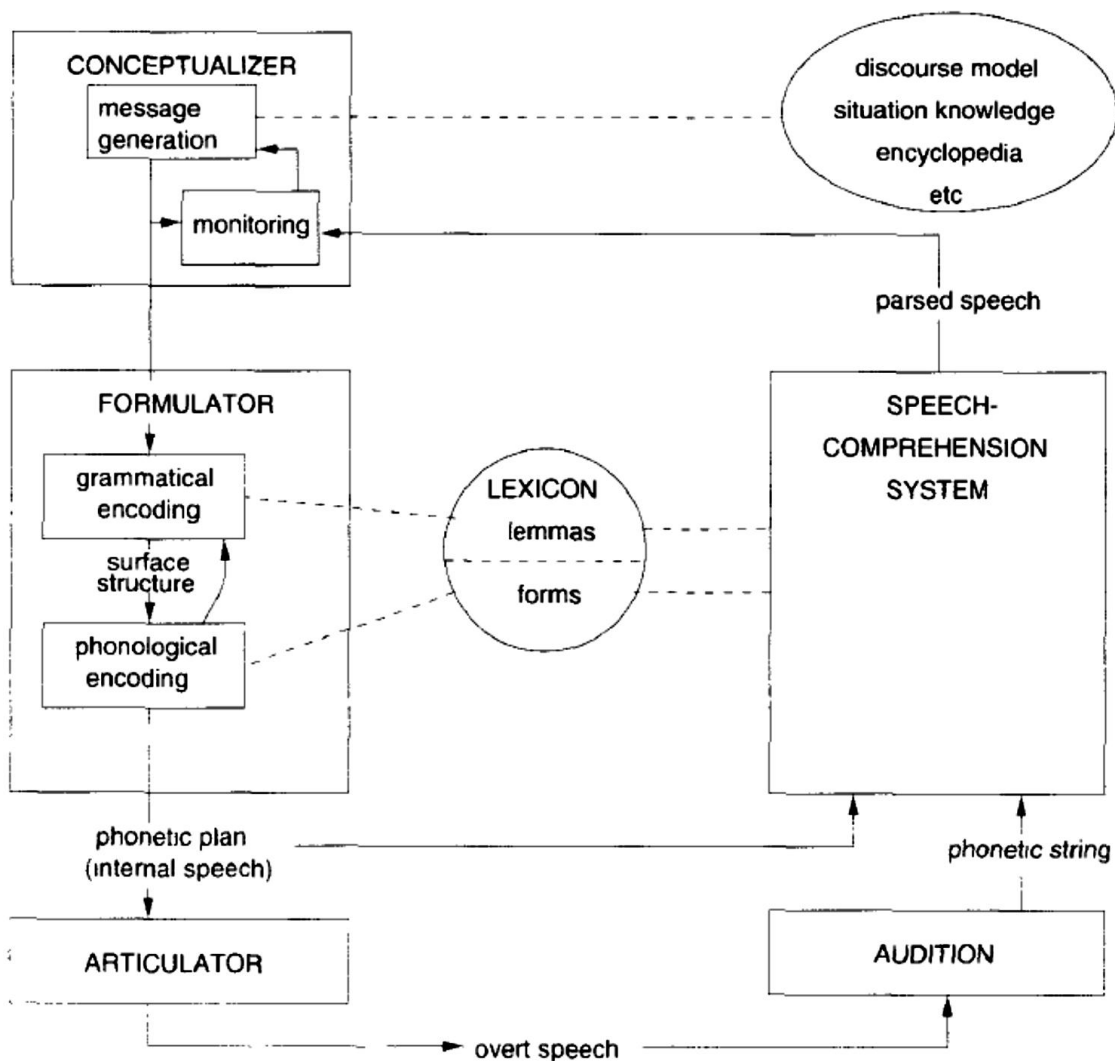 CONCEPTUALIZER
message
generation
monitoring
discourse model
situation knowledge
encyclopedia
etc
parsed speech
FORMULATOR
grammatical
encoding
surface
structure
phonological
encoding
LEXICON
lemmas
forms
SPEECH-
COMPREHENSION
SYSTEM
phonetic plan
(internal speech)
phonetic string
ARTICULATOR
AUDITION
overt speech